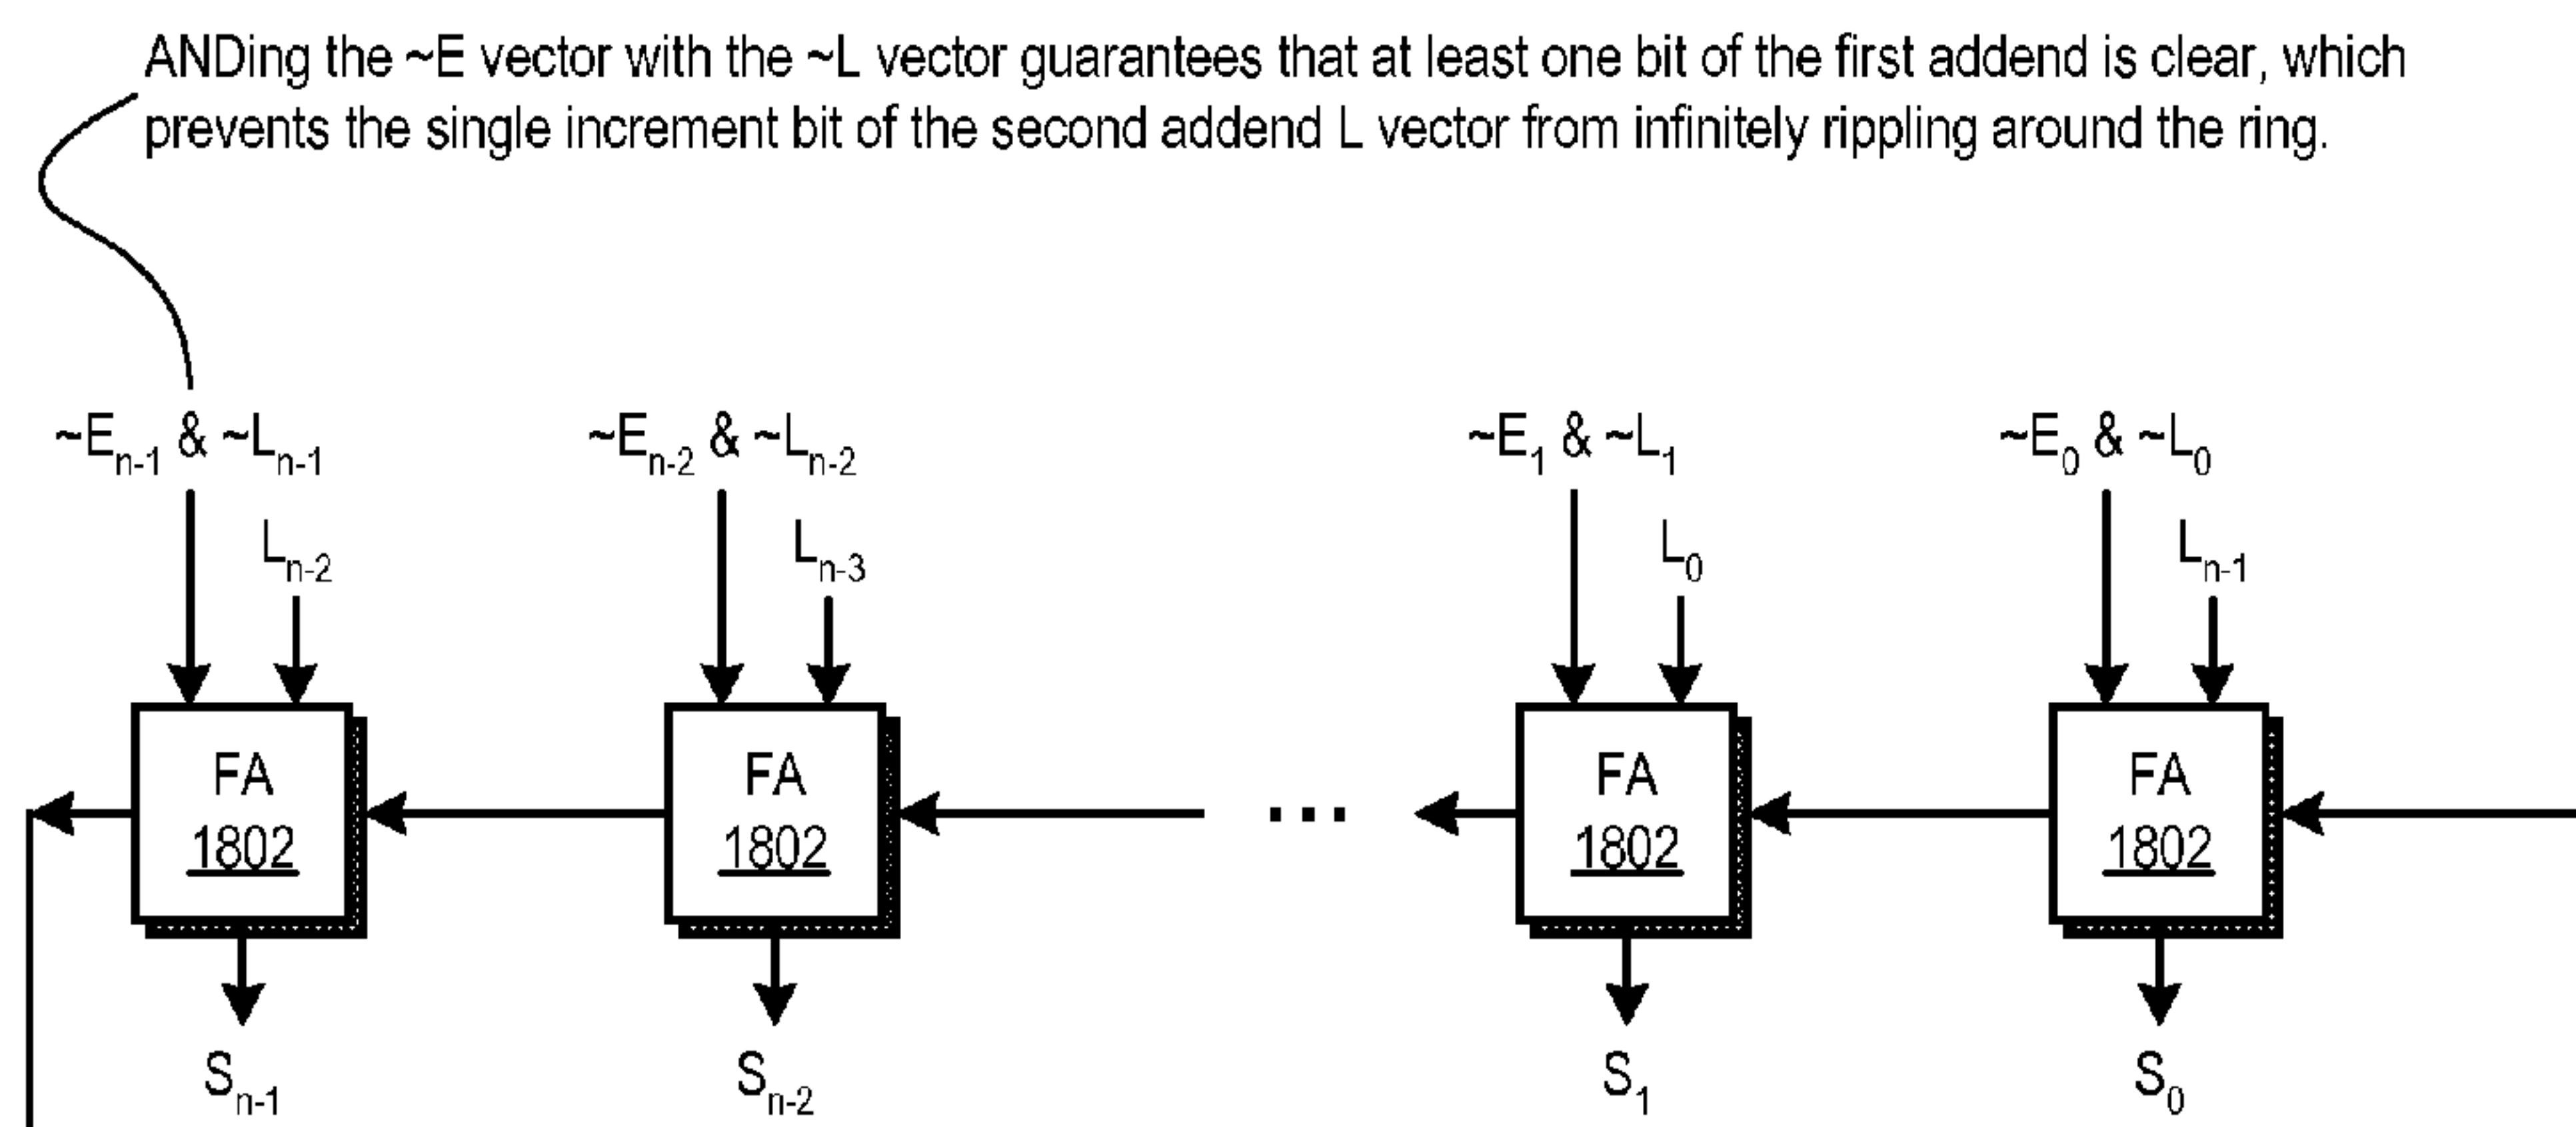 ANDing the ~E vector with the ~L vector guarantees that at least one bit of the first addend is clear, which
prevents the single increment bit of the second addend L vector from infinitely rippling around the ring.
~Eₙ₋₁ & ~Lₙ₋₁ ~Eₙ₋₂ & ~Lₙ₋₂ ~E₁ & ~L₁ ~E₀ & ~L₀
Lₙ₋₂ Lₙ₋₃ L₀ Lₙ₋₁
FA FA FA FA
1802 1802 ... 1802 1802
Sₙ₋₁ Sₙ₋₂ S₁ S₀